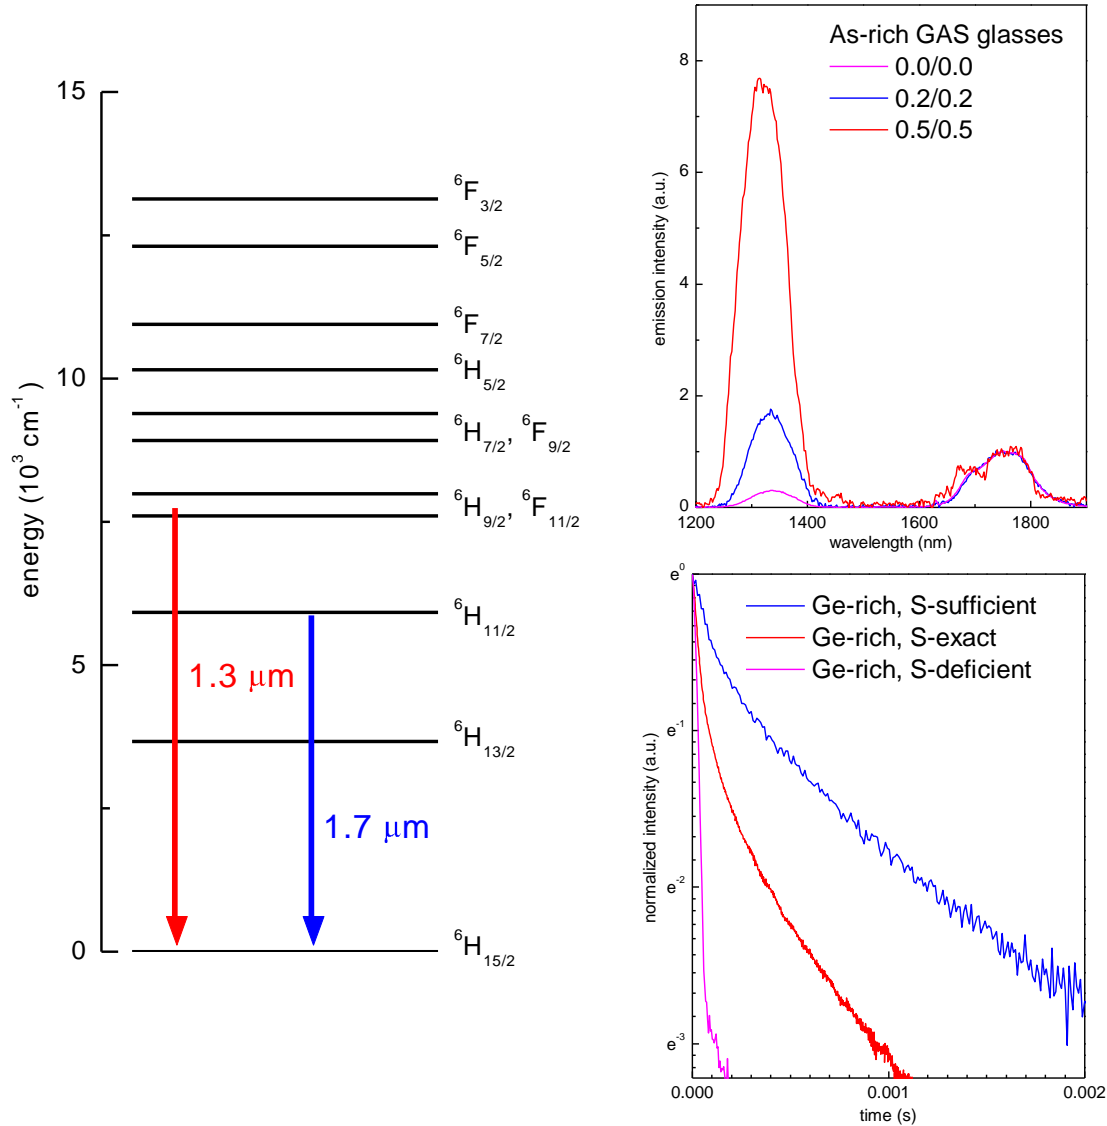 15
10
5
0
energy (10³ cm⁻¹)
⁶F₃/₂
⁶F₅/₂
⁶F₇/₂
⁶H₅/₂
⁶H₇/₂, ⁶F₉/₂
⁶H₉/₂, ⁶F₁₁/₂
⁶H₁₁/₂
⁶H₁₃/₂
⁶H₁₅/₂
1.3 μm
1.7 μm
As-rich GAS glasses
0.0/0.0
0.2/0.2
0.5/0.5
8
6
4
2
0
emission intensity (a.u.)
1200 1400 1600 1800
wavelength (nm)
Ge-rich, S-sufficient
Ge-rich, S-exact
Ge-rich, S-deficient
e⁰
e⁻¹
e⁻²
e⁻³
normalized intensity (a.u.)
0.000 0.001 0.002
time (s)